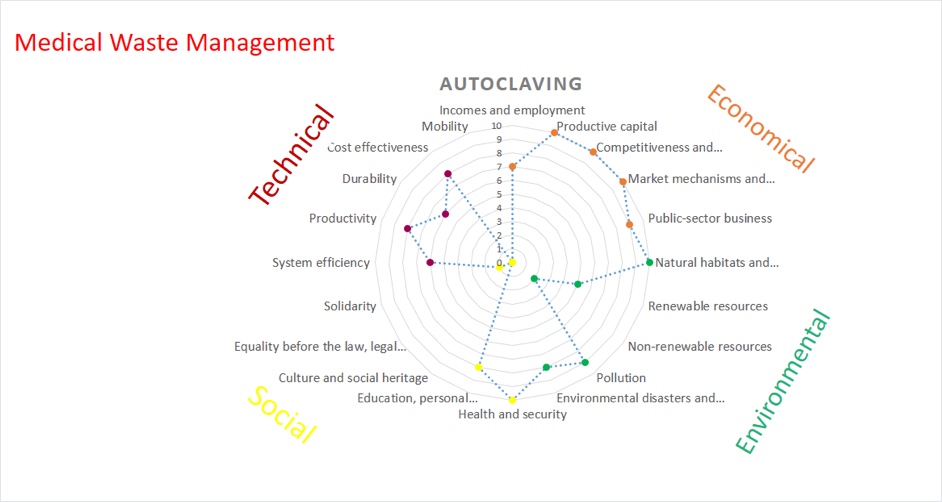 Medical Waste Management
AUTOCLAVING
Technical
Economical
Incomes and employment
Mobility
Productive capital
Cost effectiveness
Competitiveness and...
Durability
Market mechanisms and...
Productivity
Public-sector business
System efficiency
Natural habitats and...
Solidarity
Renewable resources
Equality before the law, legal...
Non-renewable resources
Culture and social heritage
Pollution
Education, personal...
Environmental disasters and...
Health and security
10
9
8
7
6
5
4
3
2
1
0
Social
Environmental